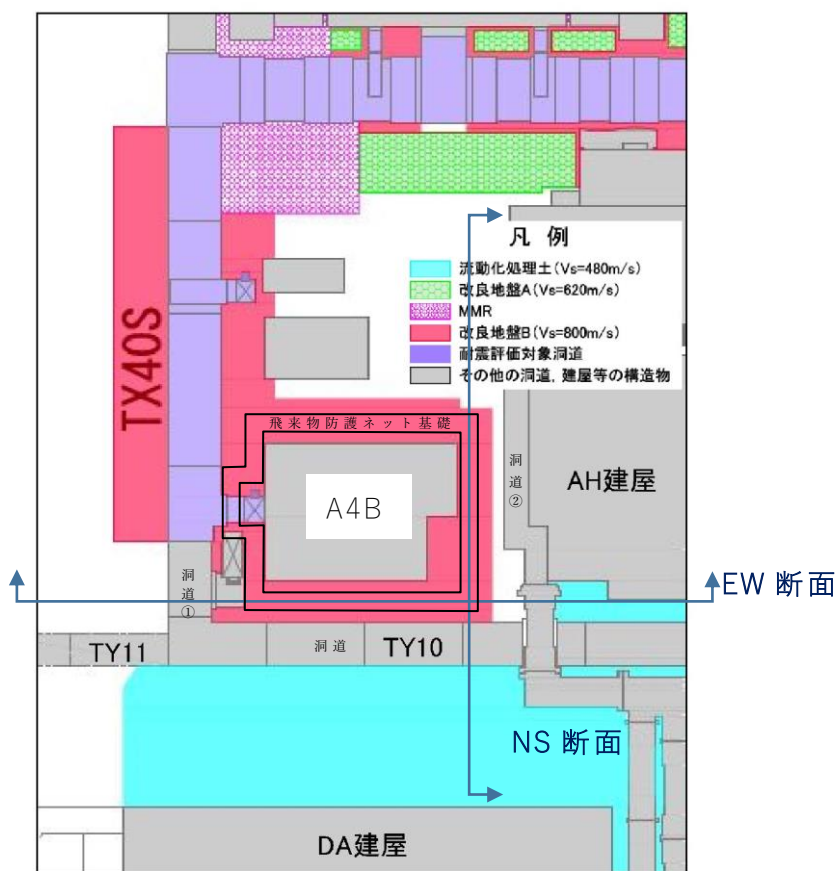 凡 例
流動化処理土(Vs=480m/s)
改良地盤A(Vs=620m/s)
MMR
改良地盤B(Vs=800m/s)
耐震評価対象洞道
その他の洞道, 建屋等の構造物
TX40S
飛来物防護ネット基礎
A4B
洞道②
AH建屋
洞道①
EW 断面
TY11
洞道
TY10
NS 断面
DA建屋